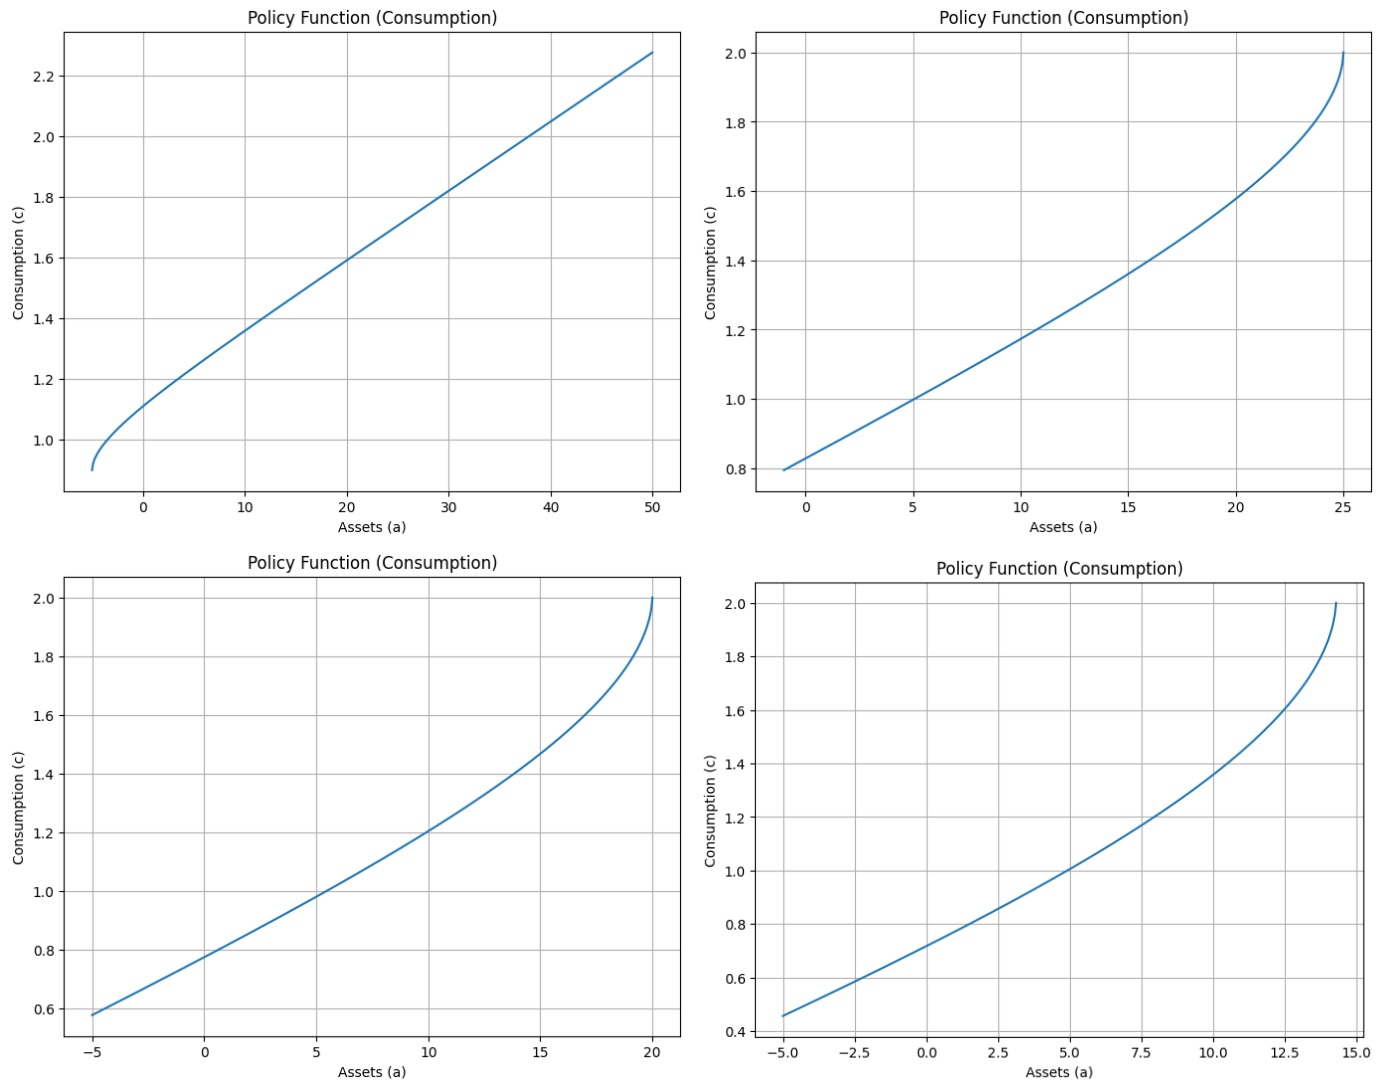 Policy Function (Consumption)
2.2
2.0
1.8
1.6
1.4
1.2
1.0
Consumption (c)
0 10 20 30 40 50
Assets (a)
Policy Function (Consumption)
2.0
1.8
1.6
1.4
1.2
1.0
0.8
Consumption (c)
0 5 10 15 20 25
Assets (a)
Policy Function (Consumption)
2.0
1.8
1.6
1.4
1.2
1.0
0.8
0.6
Consumption (c)
−5 0 5 10 15 20
Assets (a)
Policy Function (Consumption)
2.0
1.8
1.6
1.4
1.2
1.0
0.8
0.6
0.4
Consumption (c)
−5.0 −2.5 0.0 2.5 5.0 7.5 10.0 12.5 15.0
Assets (a)